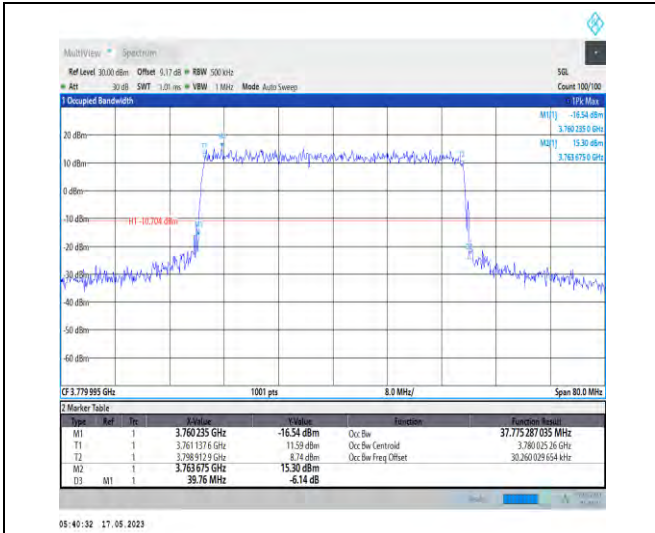 MultiView Spectrum
Ref Level 30.00 dBm Offset 9.17 dB RBW 500 kHz SGL
Att 30 dB SWT 1.01 ms VBW 1 MHz Mode Auto Sweep Count 100/100
1 Occupied Bandwidth 1Pk Max
M1[1] -16.54 dBm
3.760 235 0 GHz
M2[1] 15.30 dBm
3.763 675 0 GHz
20 dBm
10 dBm
0 dBm
-10 dBm
H1 -10.704 dBm
-30 dBm
-40 dBm
-50 dBm
-60 dBm
CF 3.779 995 GHz 1001 pts 8.0 MHz/ Span 80.0 MHz
2 Marker Table
Type Ref Trc X-Value Y-Value Function Function Result
M1 1 3.760 235 GHz -16.54 dBm Occ Bw 37.775 287 035 MHz
T1 1 3.761 137 6 GHz 11.59 dBm Occ Bw Centroid 3.780 025 26 GHz
T2 1 3.798 912 9 GHz 8.74 dBm Occ Bw Freq Offset 30.260 029 654 kHz
M2 1 3.763 675 GHz 15.30 dBm
D3 M1 1 39.76 MHz -6.14 dB
05:40:32 17.05.2023